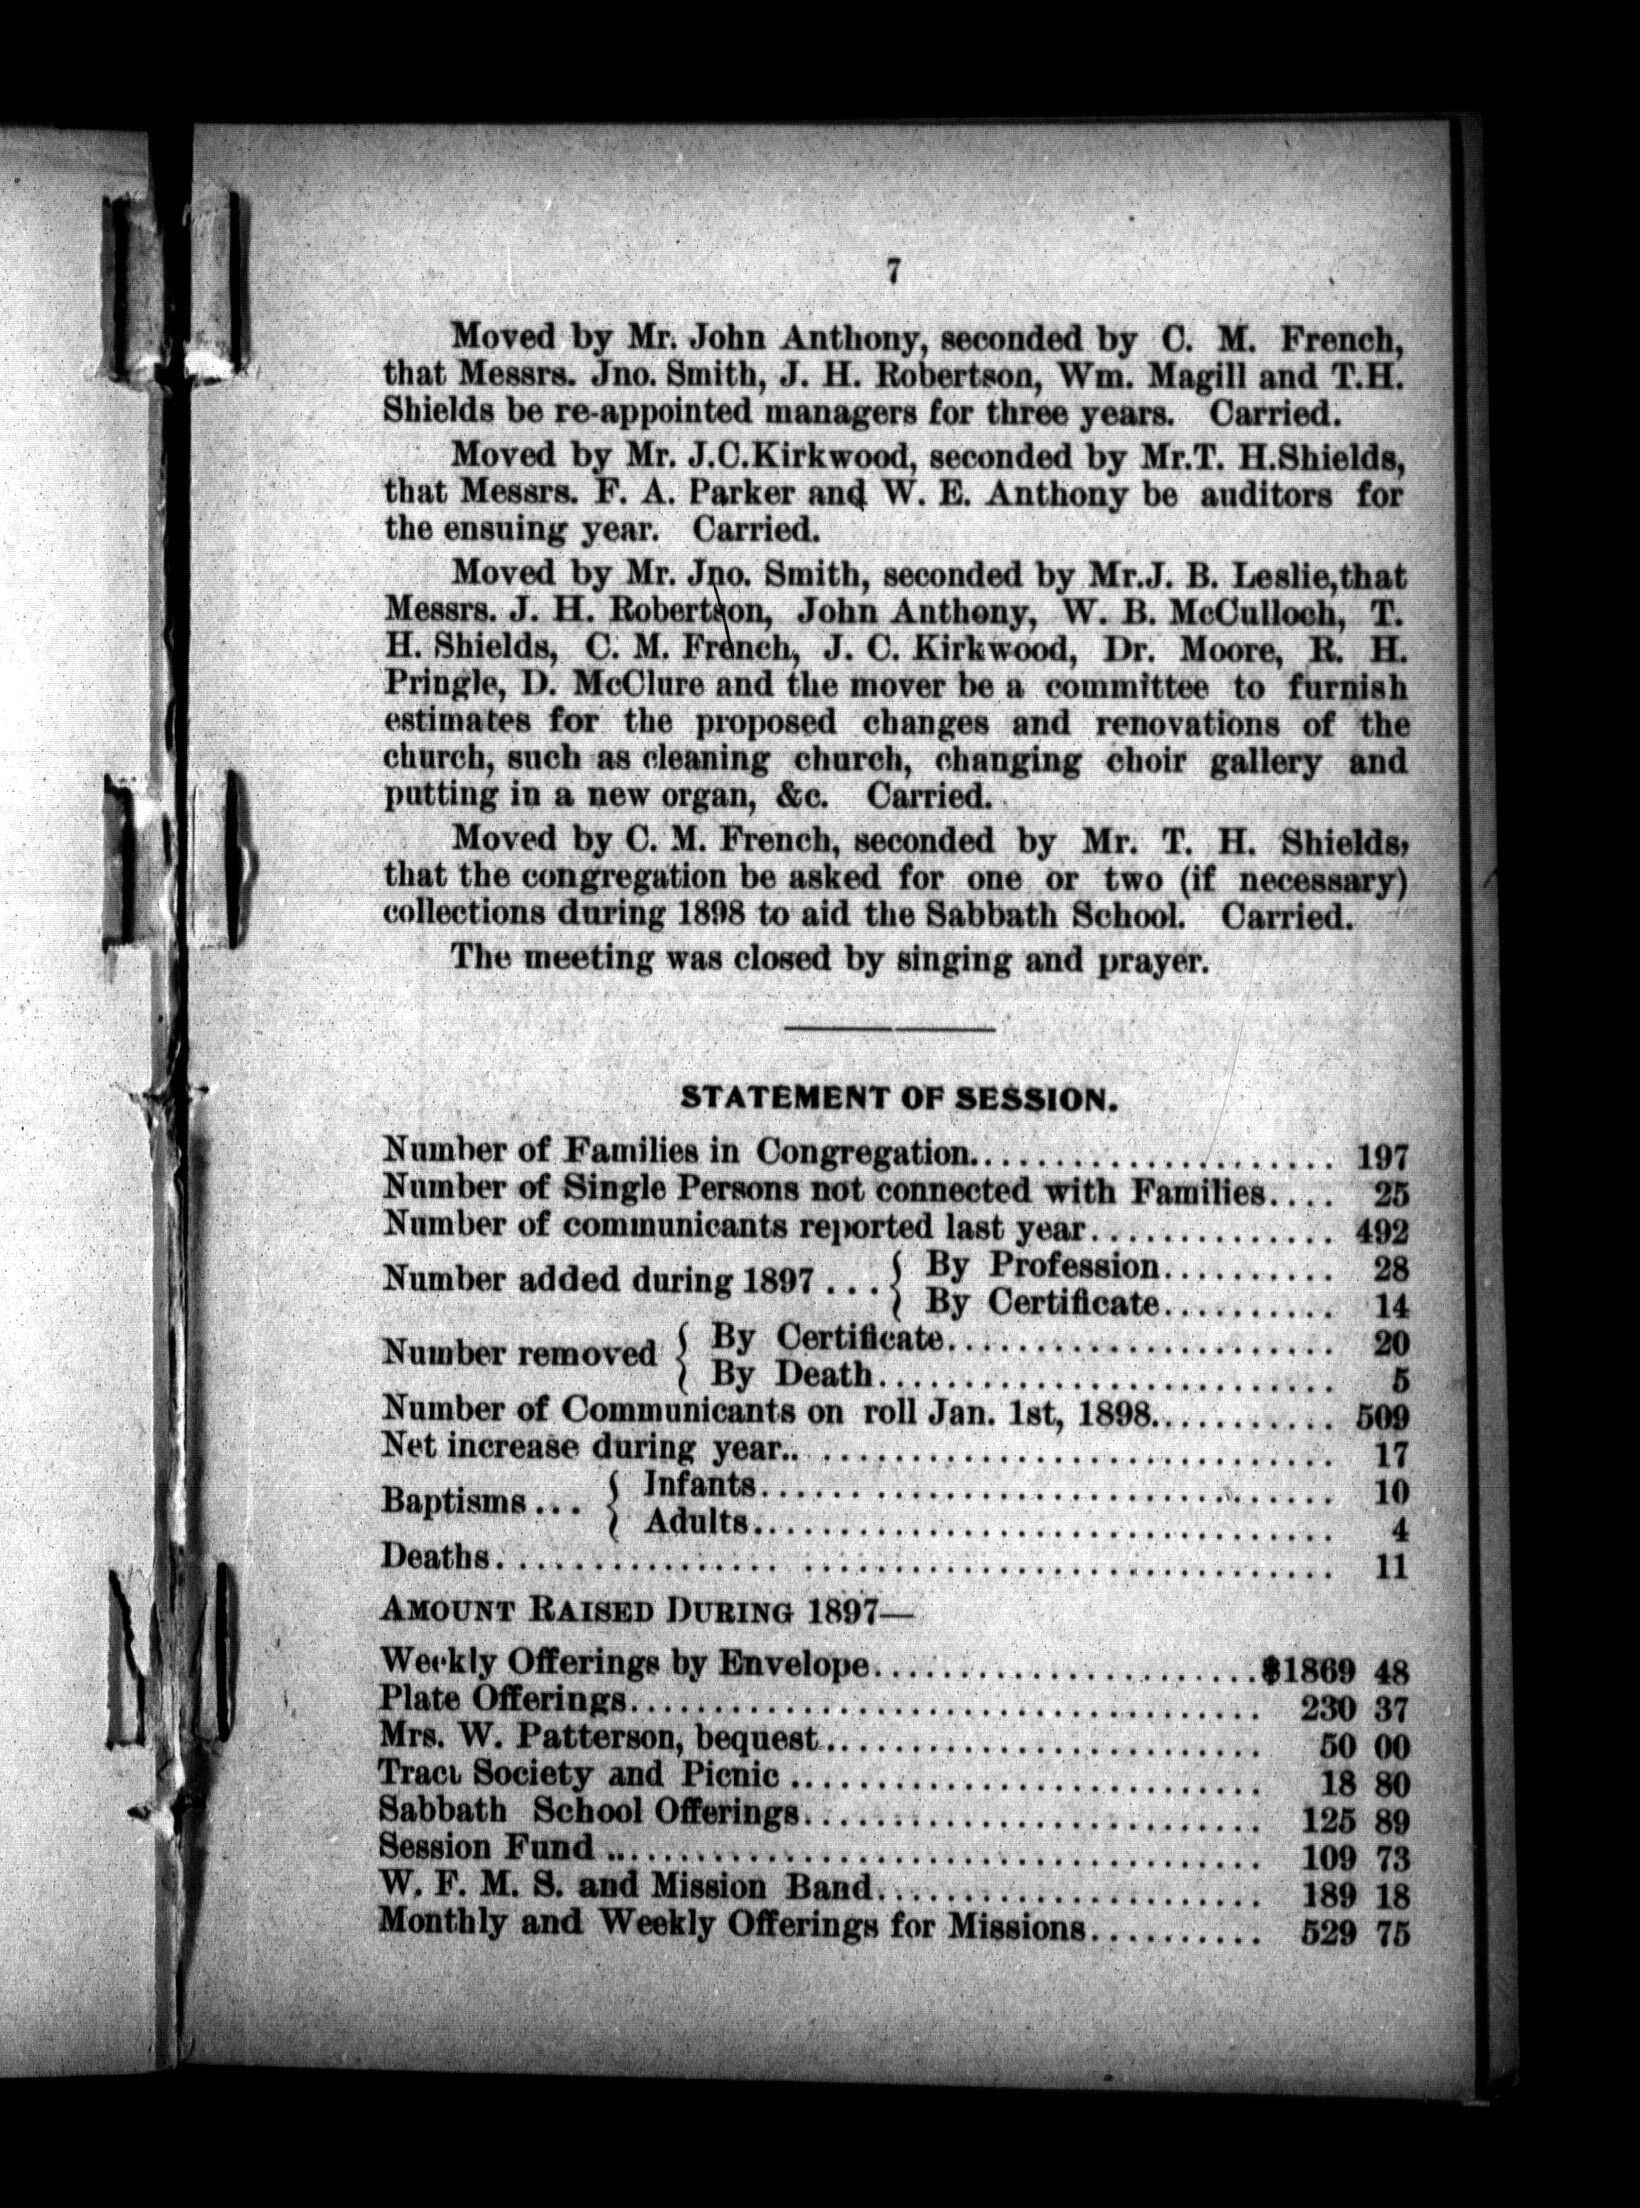 7
Moved by Mr. John Anthony, seconded by C. M. French,
that Messrs. Jno. Smith, J. H. Robertson, Wm. Magill and T.H.
Shields be re-appointed managers for three years. Carried.
Moved by Mr. J.C.Kirkwood, seconded by Mr.T. H.Shields,
that Messrs. F. A. Parker and W. E. Anthony be auditors for
the ensuing year. Carried.
Moved by Mr. Jno. Smith, seconded by Mr.J. B. Leslie,that
Messrs. J. H. Robertson, John Anthony, W. B. McCulloch, T.
H. Shields, C. M. French, J. C. Kirkwood, Dr. Moore, R. H.
Pringle, D. McClure and the mover be a committee to furnish
estimates for the proposed changes and renovations of the
church, such as cleaning church, changing choir gallery and
putting in a new organ, &c. Carried.
Moved by C. M. French, seconded by Mr. T. H. Shields,
that the congregation be asked for one or two (if necessary)
collections during 1898 to aid the Sabbath School. Carried.
The meeting was closed by singing and prayer.
STATEMENT OF SESSION.
Number of Families in Congregation..................... 197
Number of Single Persons not connected with Families.... 25
Number of communicants reported last year.............. 492
Number added during 1897 ... { By Profession.......... 28
{ By Certificate.......... 14
Number removed { By Certificate....................... 20
{ By Death........................... 5
Number of Communicants on roll Jan. 1st, 1898........... 509
Net increase during year................................ 17
Baptisms ... { Infants.................................. 10
{ Adults.................................. 4
Deaths.................................................. 11
AMOUNT RAISED DURING 1897—
Weekly Offerings by Envelope.......................$1869 48
Plate Offerings...................................... 230 37
Mrs. W. Patterson, bequest.......................... 50 00
Tract Society and Picnic ............................ 18 80
Sabbath School Offerings........................... 125 89
Session Fund ....................................... 109 73
W. F. M. S. and Mission Band....................... 189 18
Monthly and Weekly Offerings for Missions.......... 529 75